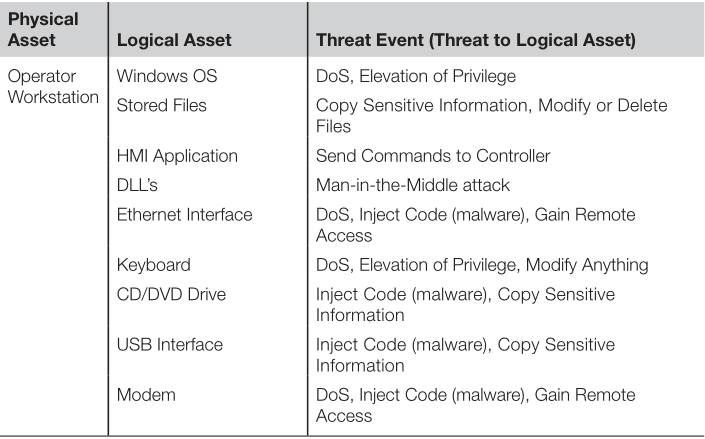 Physical
Asset Logical Asset Threat Event (Threat to Logical Asset)
Operator Windows OS DoS, Elevation of Privilege
Workstation
Stored Files Copy Sensitive Information, Modify or Delete
Files
HMI Application Send Commands to Controller
DLL's Man-in-the-Middle attack
Ethernet Interface DoS, Inject Code (malware), Gain Remote
Access
Keyboard DoS, Elevation of Privilege, Modify Anything
CD/DVD Drive Inject Code (malware), Copy Sensitive
Information
USB Interface Inject Code (malware), Copy Sensitive
Information
Modem DoS, Inject Code (malware), Gain Remote
Access